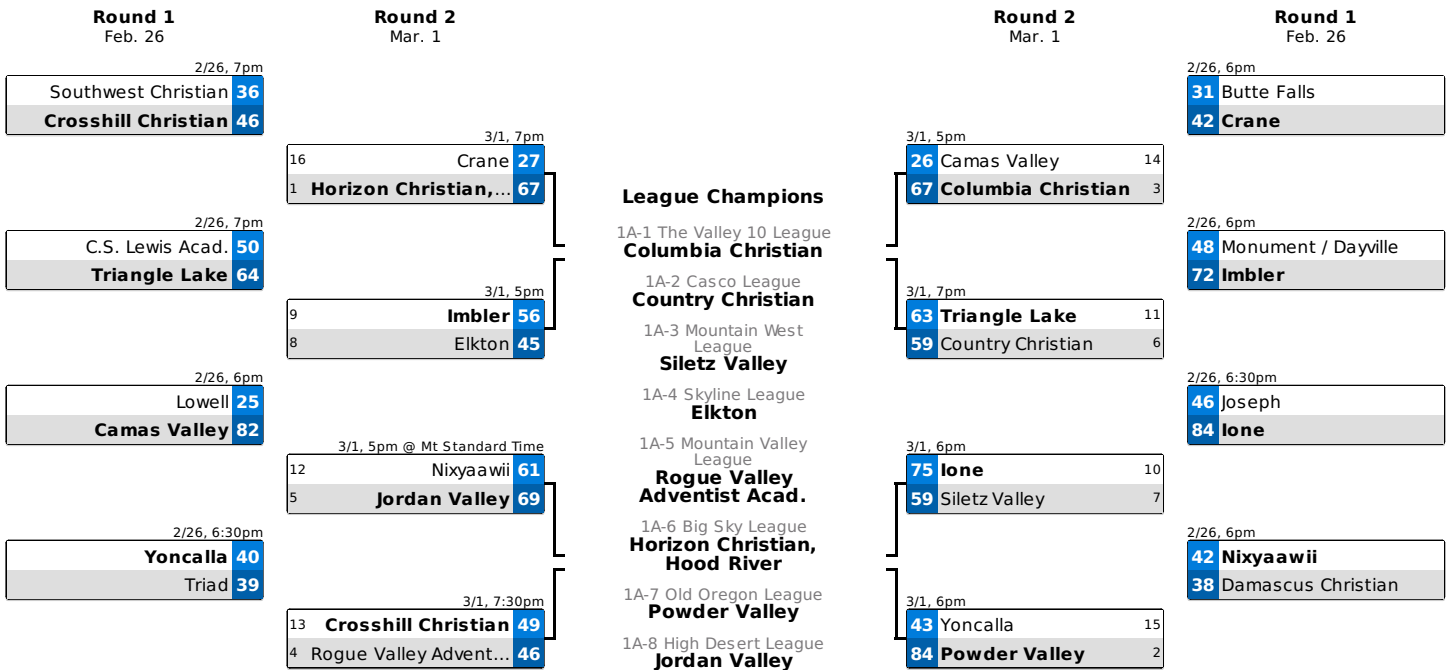 Round 1
Feb. 26
2/26, 7pm
Southwest Christian 36
Crosshill Christian 46
2/26, 7pm
C.S. Lewis Acad. 50
Triangle Lake 64
2/26, 6pm
Lowell 25
Camas Valley 82
2/26, 6:30pm
Yoncalla 40
Triad 39
Round 2
Mar. 1
3/1, 7pm
16 Crane 27
1 Horizon Christian,... 67
3/1, 5pm
9 Imbler 56
8 Elkton 45
3/1, 5pm @ Mt Standard Time
12 Nixyaawii 61
5 Jordan Valley 69
3/1, 7:30pm
13 Crosshill Christian 49
4 Rogue Valley Advent... 46
League Champions
1A-1 The Valley 10 League
Columbia Christian
1A-2 Casco League
Country Christian
1A-3 Mountain West
League
Siletz Valley
1A-4 Skyline League
Elkton
1A-5 Mountain Valley
League
Rogue Valley
Adventist Acad.
1A-6 Big Sky League
Horizon Christian,
Hood River
1A-7 Old Oregon League
Powder Valley
1A-8 High Desert League
Jordan Valley
Round 2
Mar. 1
3/1, 5pm
26 Camas Valley 14
67 Columbia Christian 3
3/1, 7pm
63 Triangle Lake 11
59 Country Christian 6
3/1, 6pm
75 Ione 10
59 Siletz Valley 7
3/1, 6pm
43 Yoncalla 15
84 Powder Valley 2
Round 1
Feb. 26
2/26, 6pm
31 Butte Falls
42 Crane
2/26, 6pm
48 Monument / Dayville
72 Imbler
2/26, 6:30pm
46 Joseph
84 Ione
2/26, 6pm
42 Nixyaawii
38 Damascus Christian